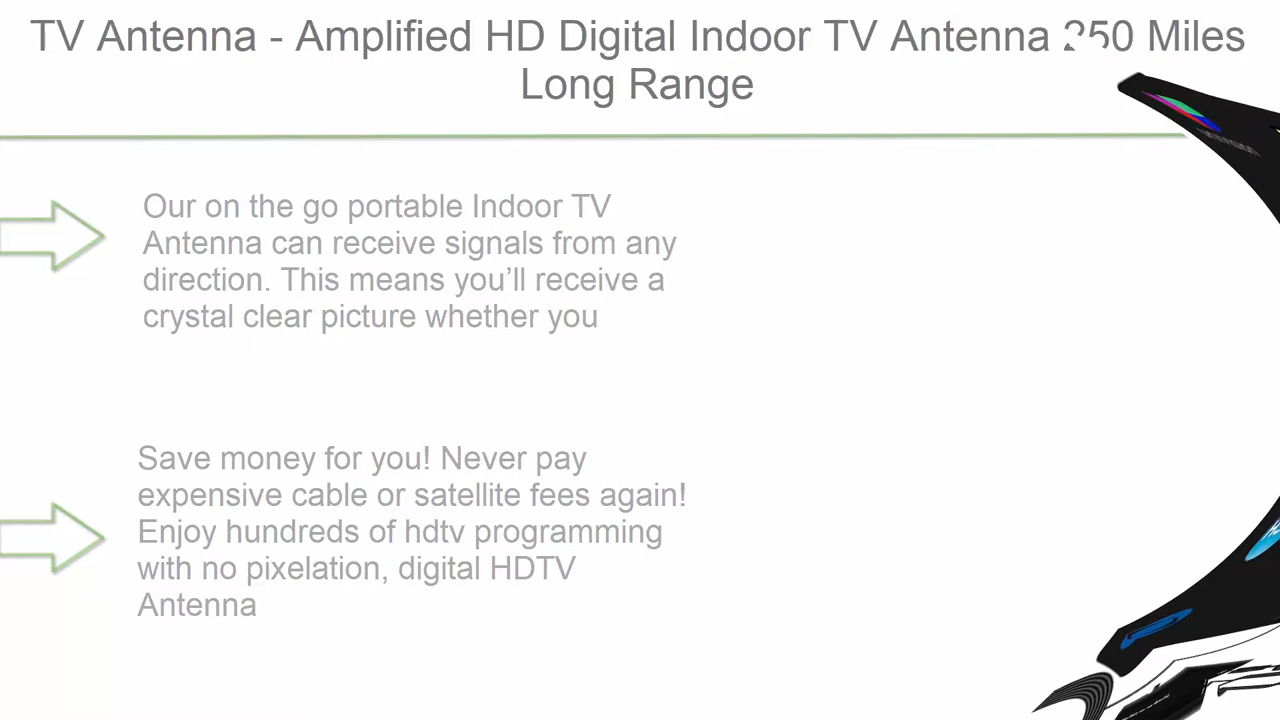 TV Antenna - Amplified HD Digital Indoor TV Antenna 250 Miles
Long Range
Our on the go portable Indoor TV
Antenna can receive signals from any
direction. This means you’ll receive a
crystal clear picture whether you
Save money for you! Never pay
expensive cable or satellite fees again!
Enjoy hundreds of hdtv programming
with no pixelation, digital HDTV
Antenna